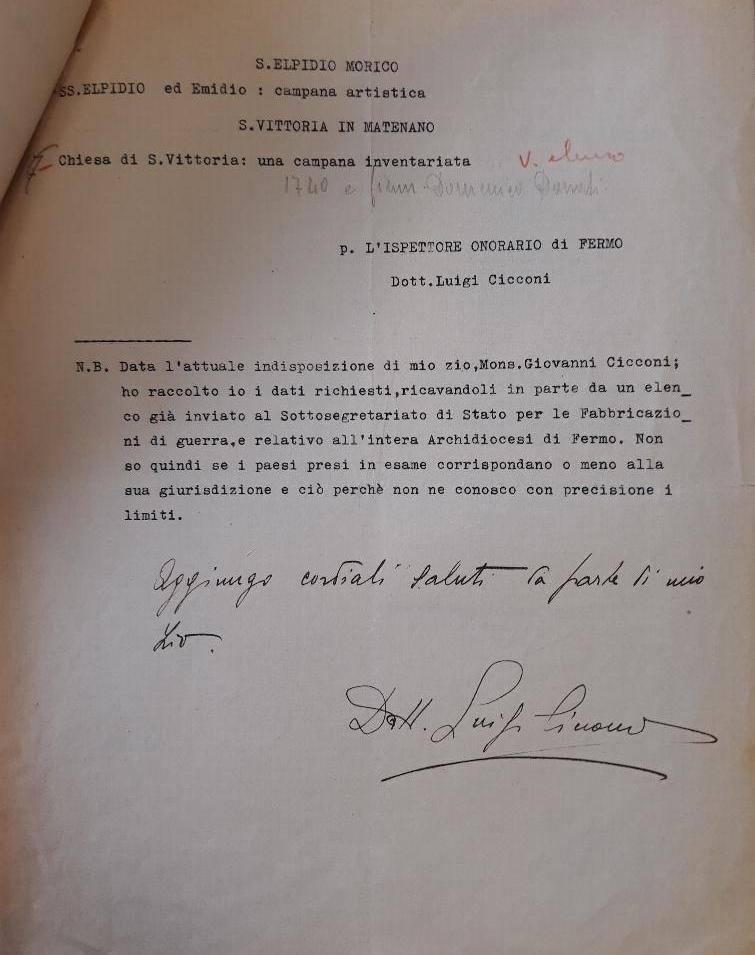 S.ELPIDIO MORICO
SS.ELPIDIO ed Emidio : campana artistica
S.VITTORIA IN MATENANO
Chiesa di S.Vittoria: una campana inventariata V. elenco
1740 e firm. Domenico Donati
p. L'ISPETTORE ONORARIO di FERMO
Dott.Luigi Cicconi
N.B. Data l'attuale indisposizione di mio zio,Mons.Giovanni Cicconi;
ho raccolto io i dati richiesti,ricavandoli in parte da un elen_
co già inviato al Sottosegretariato di Stato per le Fabbricazio_
ni di guerra,e relativo all'intera Archidiocesi di Fermo. Non
so quindi se i paesi presi in esame corrispondano o meno alla
sua giurisdizione e ciò perchè non ne conosco con precisione i
limiti.
Aggiungo cordiali saluti da parte di mio
zio.
Dott. Luigi Cicconi